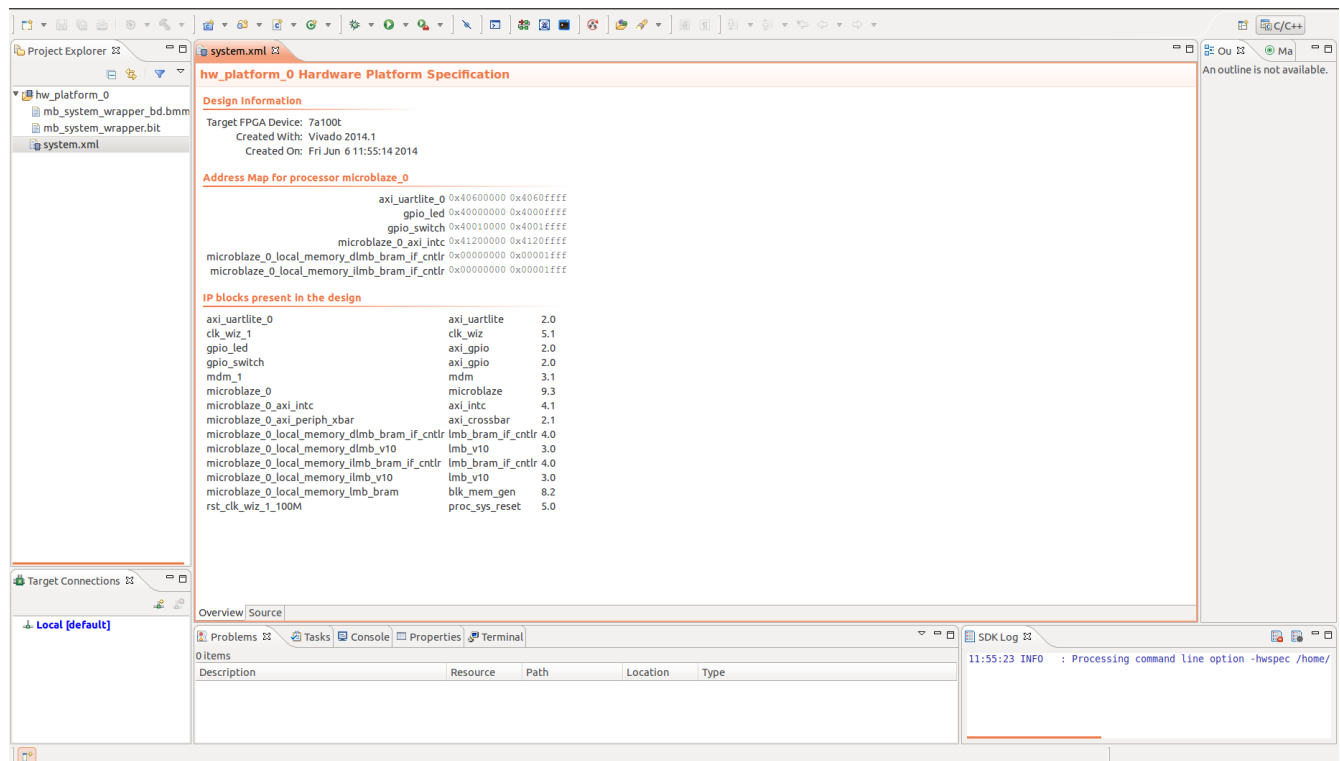 C/C++
Project Explorer
hw_platform_0
mb_system_wrapper_bd.bmm
mb_system_wrapper.bit
system.xml
Target Connections
Local [default]
system.xml
hw_platform_0 Hardware Platform Specification
Design Information
Target FPGA Device: 7a100t
Created With: Vivado 2014.1
Created On: Fri Jun 6 11:55:14 2014
Address Map for processor microblaze_0
axi_uartlite_0 0x40600000 0x4060ffff
gpio_led 0x40000000 0x4000ffff
gpio_switch 0x40010000 0x4001ffff
microblaze_0_axi_intc 0x41200000 0x4120ffff
microblaze_0_local_memory_dlmb_bram_if_cntlr 0x00000000 0x00001fff
microblaze_0_local_memory_ilmb_bram_if_cntlr 0x00000000 0x00001fff
IP blocks present in the design
axi_uartlite_0 axi_uartlite 2.0
clk_wiz_1 clk_wiz 5.1
gpio_led axi_gpio 2.0
gpio_switch axi_gpio 2.0
mdm_1 mdm 3.1
microblaze_0 microblaze 9.3
microblaze_0_axi_intc axi_intc 4.1
microblaze_0_axi_periph_xbar axi_crossbar 2.1
microblaze_0_local_memory_dlmb_bram_if_cntlr lmb_bram_if_cntlr 4.0
microblaze_0_local_memory_dlmb_v10 lmb_v10 3.0
microblaze_0_local_memory_ilmb_bram_if_cntlr lmb_bram_if_cntlr 4.0
microblaze_0_local_memory_ilmb_v10 lmb_v10 3.0
microblaze_0_local_memory_lmb_bram blk_mem_gen 8.2
rst_clk_wiz_1_100M proc_sys_reset 5.0
Overview Source
Ou Ma
An outline is not available.
Problems Tasks Console Properties Terminal
0 items
Description Resource Path Location Type
SDK Log
11:55:23 INFO : Processing command line option -hwspec /home/